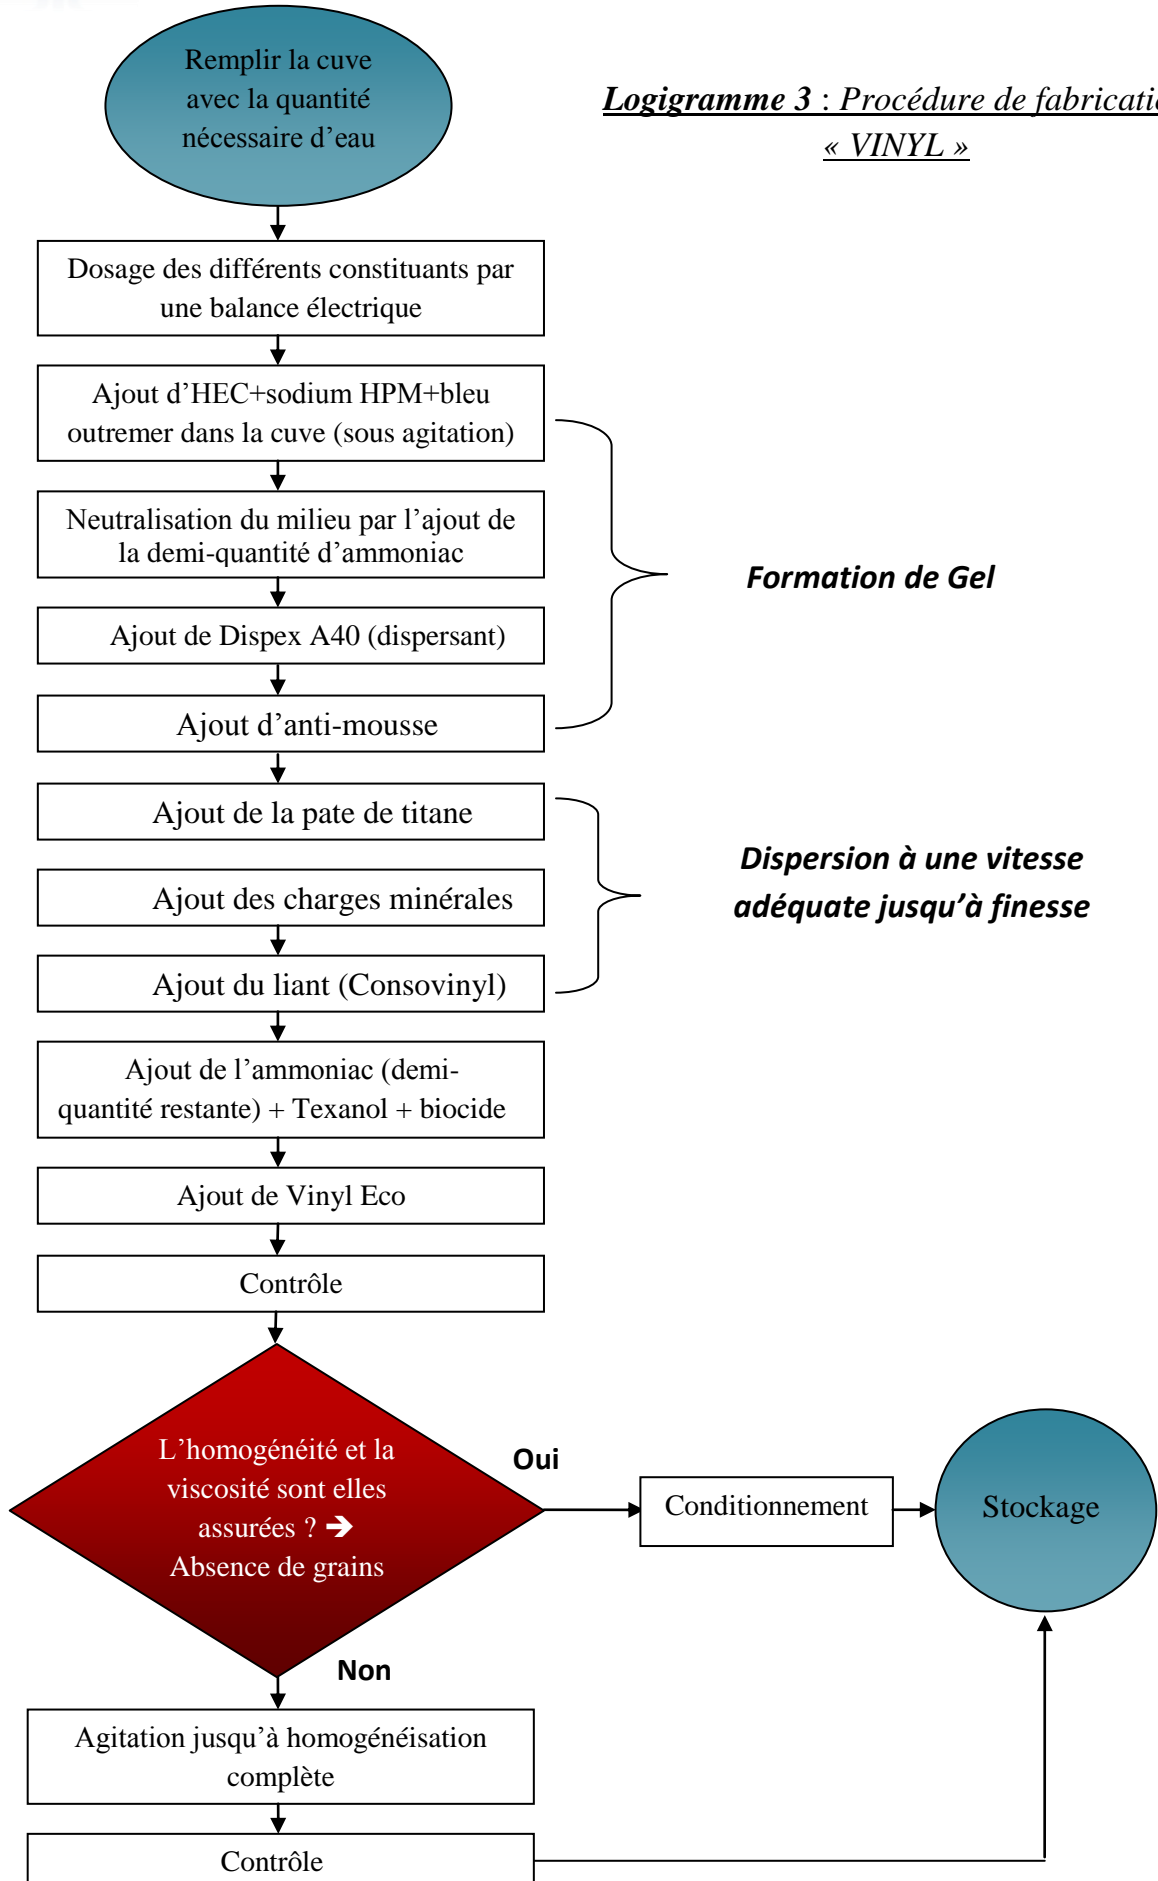 Remplir la cuve
avec la quantité
nécessaire d’eau
Logigramme 3 : Procédure de fabricatio
« VINYL »
Dosage des différents constituants par
une balance électrique
Ajout d’HEC+sodium HPM+bleu
outremer dans la cuve (sous agitation)
Neutralisation du milieu par l’ajout de
la demi-quantité d’ammoniac
Formation de Gel
Ajout de Dispex A40 (dispersant)
Ajout d’anti-mousse
Ajout de la pate de titane
Dispersion à une vitesse
adéquate jusqu’à finesse
Ajout des charges minérales
Ajout du liant (Consovinyl)
Ajout de l’ammoniac (demi-
quantité restante) + Texanol + biocide
Ajout de Vinyl Eco
Contrôle
L’homogénéité et la
viscosité sont elles
assurées ? ➔
Absence de grains
Oui
Conditionnement
Stockage
Non
Agitation jusqu’à homogénéisation
complète
Contrôle